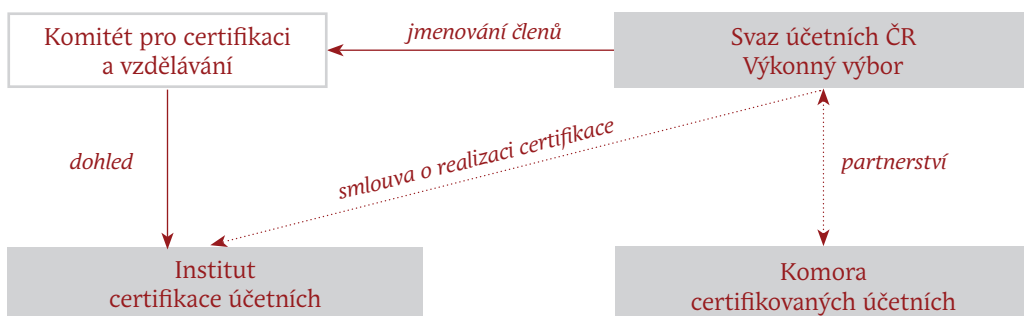 Komitét pro certifikaci
a vzdělávání
jmenování členů
Svaz účetních ČR
Výkonný výbor
dohled
smlouva o realizaci certifikace
partnerství
Institut
certifikace účetních
Komora
certifikovaných účetních